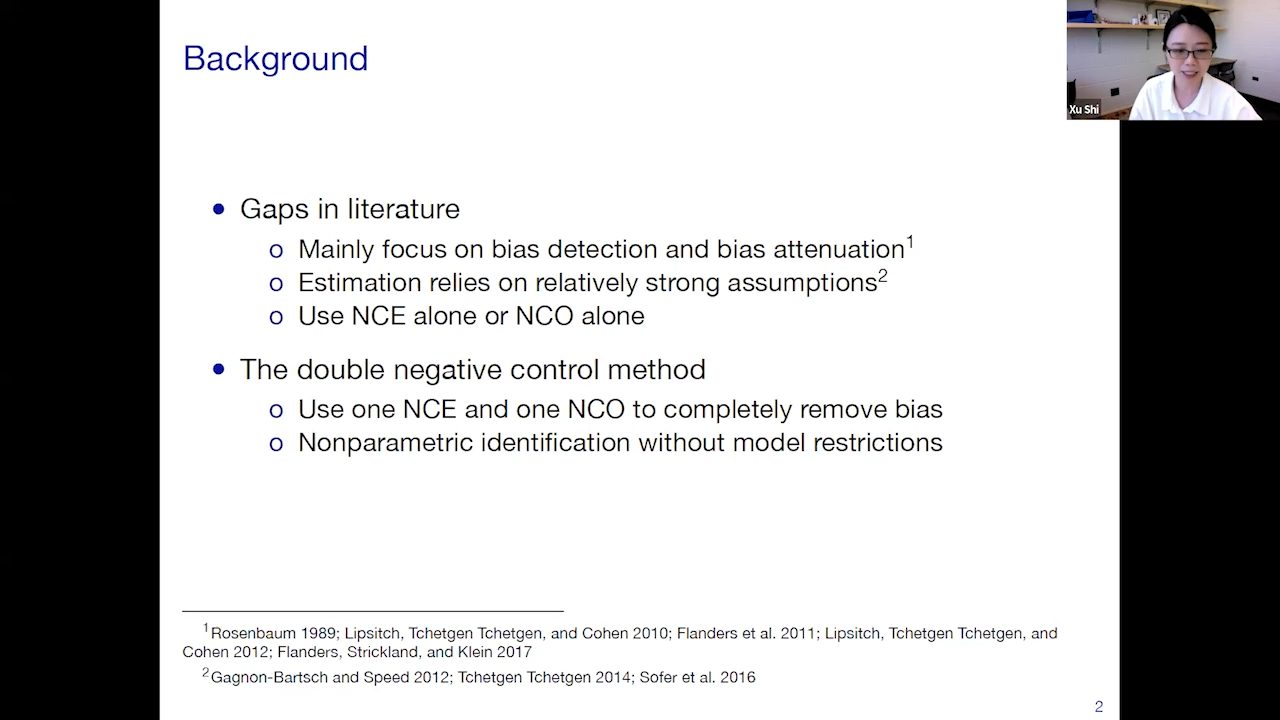 Background
Xu Shi
• Gaps in literature
o Mainly focus on bias detection and bias attenuation1
o Estimation relies on relatively strong assumptions2
o Use NCE alone or NCO alone
• The double negative control method
o Use one NCE and one NCO to completely remove bias
o Nonparametric identification without model restrictions
1Rosenbaum 1989; Lipsitch, Tchetgen Tchetgen, and Cohen 2010; Flanders et al. 2011; Lipsitch, Tchetgen Tchetgen, and
Cohen 2012; Flanders, Strickland, and Klein 2017
2Gagnon-Bartsch and Speed 2012; Tchetgen Tchetgen 2014; Sofer et al. 2016
2